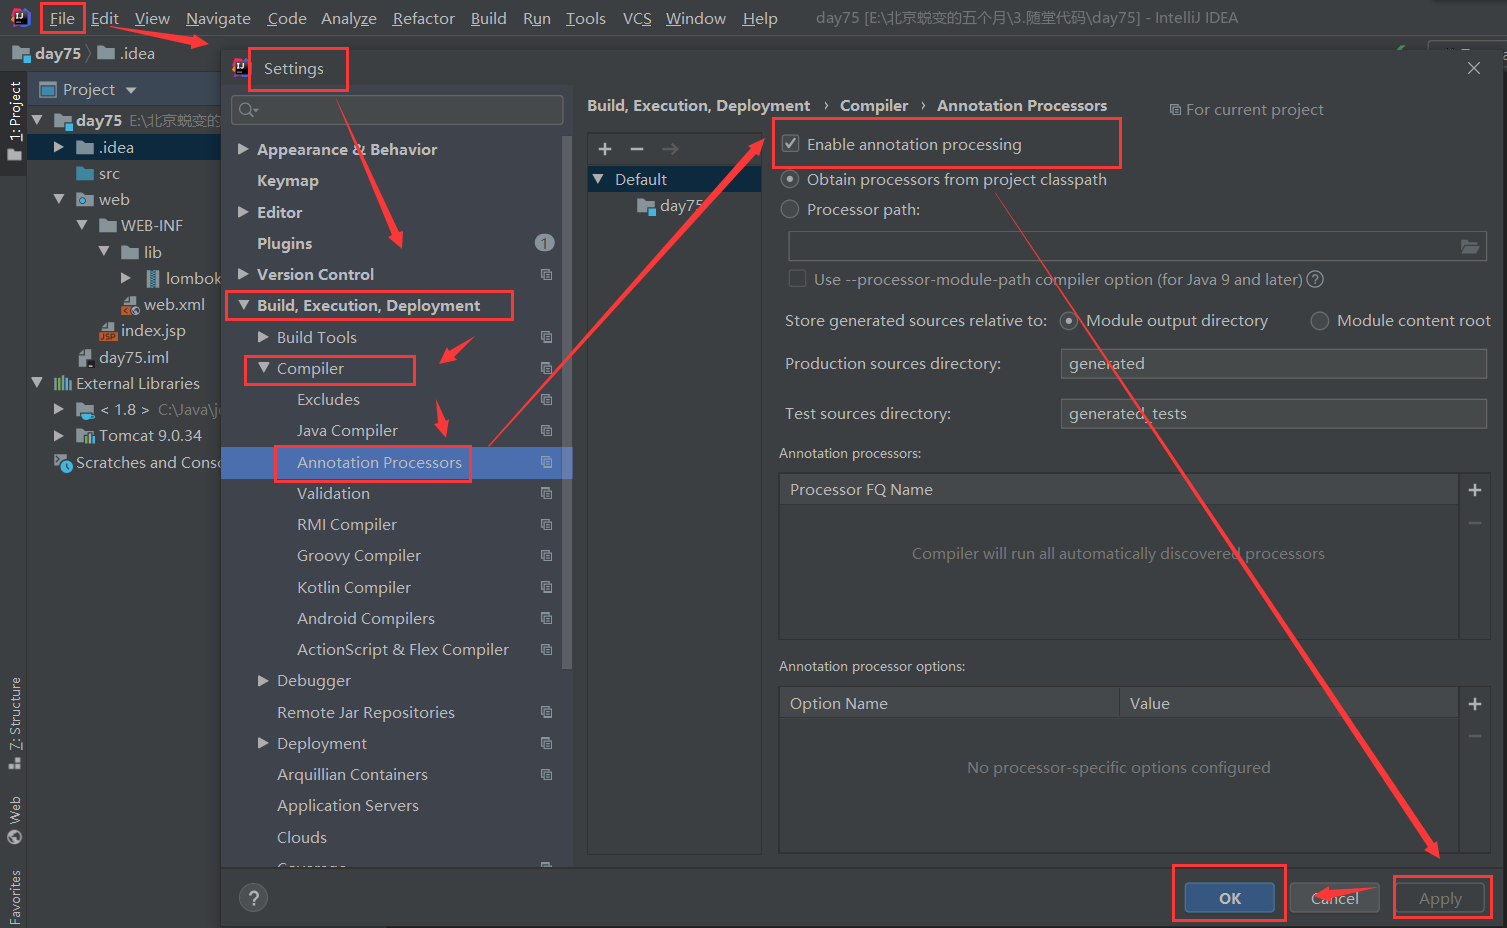 File Edit View Navigate Code Analyze Refactor Build Run Tools VCS Window Help day75 [E:\北京蜕变的五个月\3.随堂代码\day75] - IntelliJ IDEA
day75 .idea
1: Project
7: Structure
Web
Favorites
Project
day75 E:\北京蜕变的
.idea
src
web
WEB-INF
lib
lombok
web.xml
index.jsp
day75.iml
External Libraries
< 1.8 > C:\Java\j
Tomcat 9.0.34
Scratches and Conso
Settings
Appearance & Behavior
Keymap
Editor
Plugins 1
Version Control
Build, Execution, Deployment
Build Tools
Compiler
Excludes
Java Compiler
Annotation Processors
Validation
RMI Compiler
Groovy Compiler
Kotlin Compiler
Android Compilers
ActionScript & Flex Compiler
Debugger
Remote Jar Repositories
Deployment
Arquillian Containers
Application Servers
Clouds
Coverage
Build, Execution, Deployment › Compiler › Annotation Processors For current project
Default
day75
Enable annotation processing
Obtain processors from project classpath
Processor path:
Use --processor-module-path compiler option (for Java 9 and later) ?
Store generated sources relative to: Module output directory Module content root
Production sources directory: generated
Test sources directory: generated_tests
Annotation processors:
Processor FQ Name
Compiler will run all automatically discovered processors
Annotation processor options:
Option Name Value
No processor-specific options configured
? OK Cancel Apply